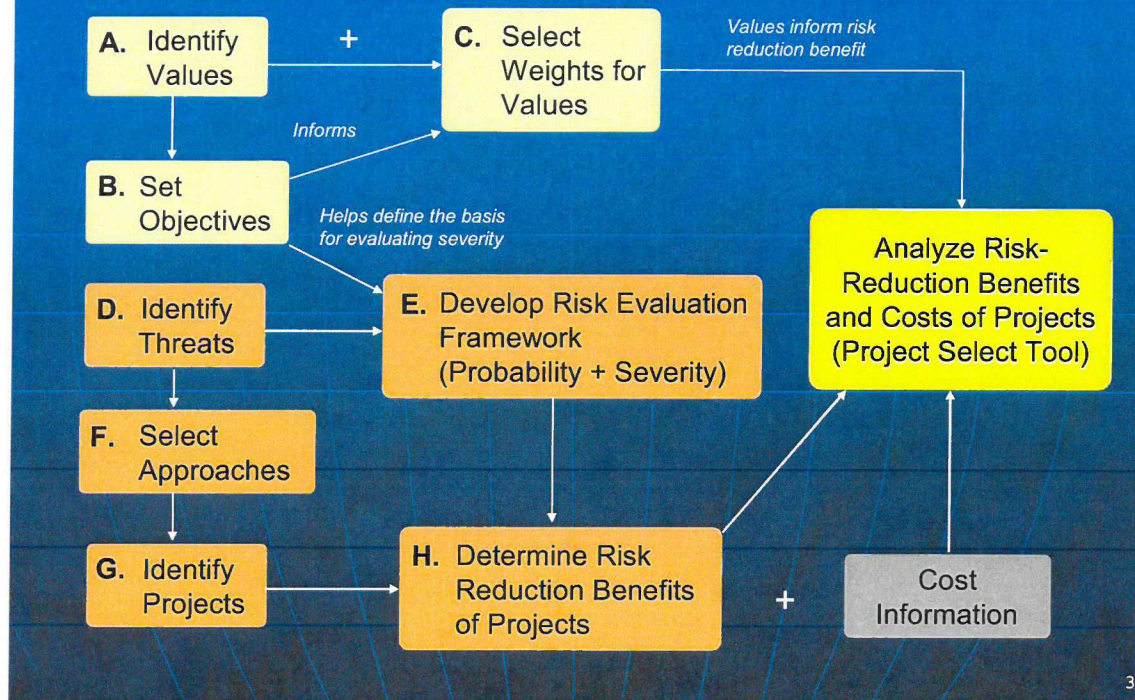 A. Identify
Values
+
C. Select
Weights for
Values
Values inform risk
reduction benefit
Informs
B. Set
Objectives
Helps define the basis
for evaluating severity
Analyze Risk-
Reduction Benefits
and Costs of Projects
(Project Select Tool)
D. Identify
Threats
E. Develop Risk Evaluation
Framework
(Probability + Severity)
F. Select
Approaches
G. Identify
Projects
H. Determine Risk
Reduction Benefits
of Projects
+
Cost
Information
3